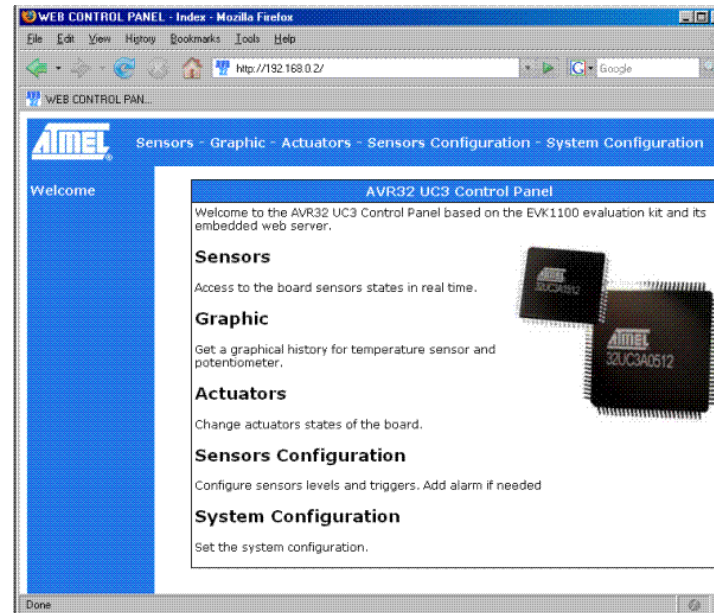 WEB CONTROL PANEL - Index - Mozilla Firefox
File Edit View History Bookmarks Tools Help
http://192.168.0.2/
Google
WEB CONTROL PAN...
ATMEL
Sensors - Graphic - Actuators - Sensors Configuration - System Configuration
Welcome
AVR32 UC3 Control Panel
Welcome to the AVR32 UC3 Control Panel based on the EVK1100 evaluation kit and its
embedded web server.
Sensors
Access to the board sensors states in real time.
Graphic
Get a graphical history for temperature sensor and
potentiometer.
Actuators
Change actuators states of the board.
Sensors Configuration
Configure sensors levels and triggers. Add alarm if needed
System Configuration
Set the system configuration.
ATMEL
ATMEL
32UC3A0512
Done